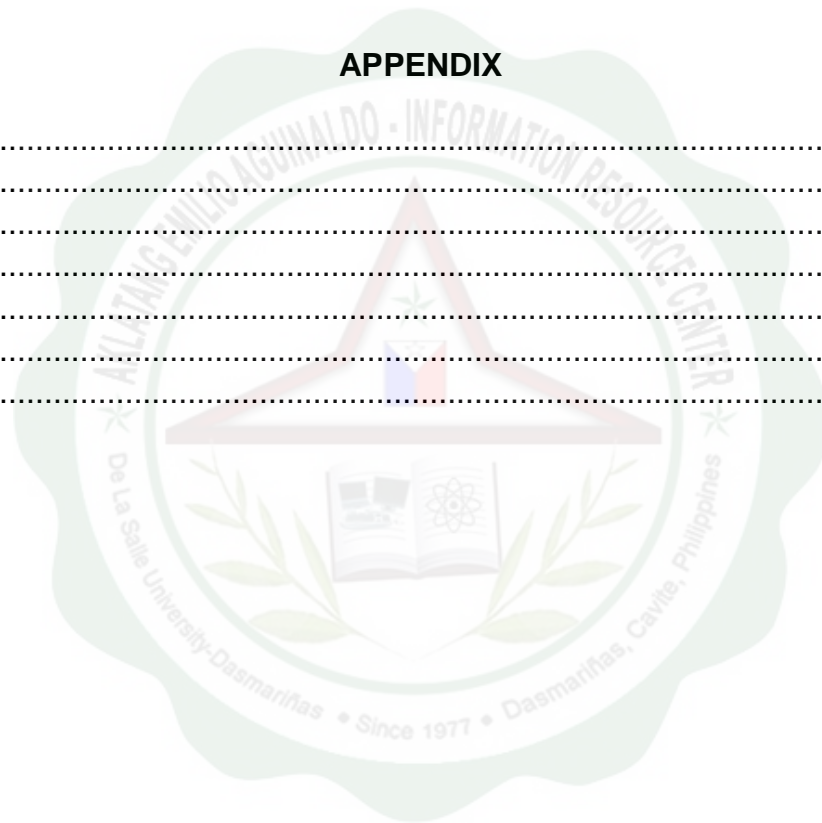 APPENDIX
................................................................................................
................................................................................................
................................................................................................
................................................................................................
................................................................................................
................................................................................................
................................................................................................
AKLATANG EMILIO AGUINALDO - INFORMATION RESOURCE CENTER
De La Salle University-Dasmariñas • Since 1977 • Dasmariñas, Cavite, Philippines